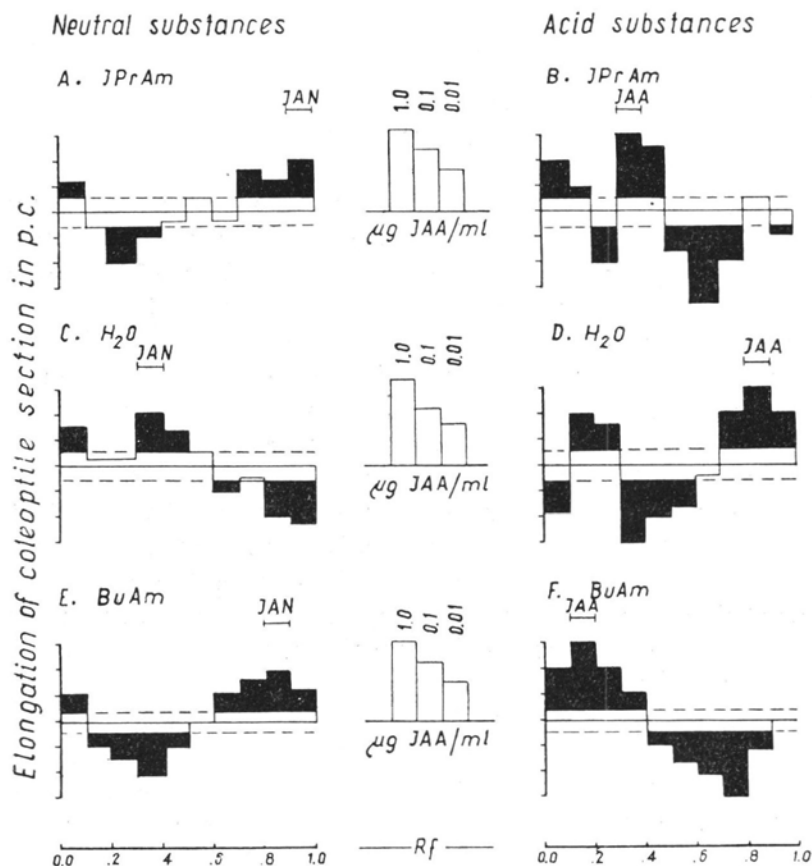 Neutral substances
Acid substances
Elongation of coleoptile section in p.c.
A. JPrAm
JAN
1.0
0.1
0.01
µg JAA/ml
B. JPrAm
JAA
C. H₂O
JAN
1.0
0.1
0.01
µg JAA/ml
D. H₂O
JAA
E. BuAm
JAN
1.0
0.1
0.01
µg JAA/ml
F. BuAm
JAA
0.0 .2 .4 .6 .8 1.0
Rf
0.0 .2 .4 .6 .8 1.0